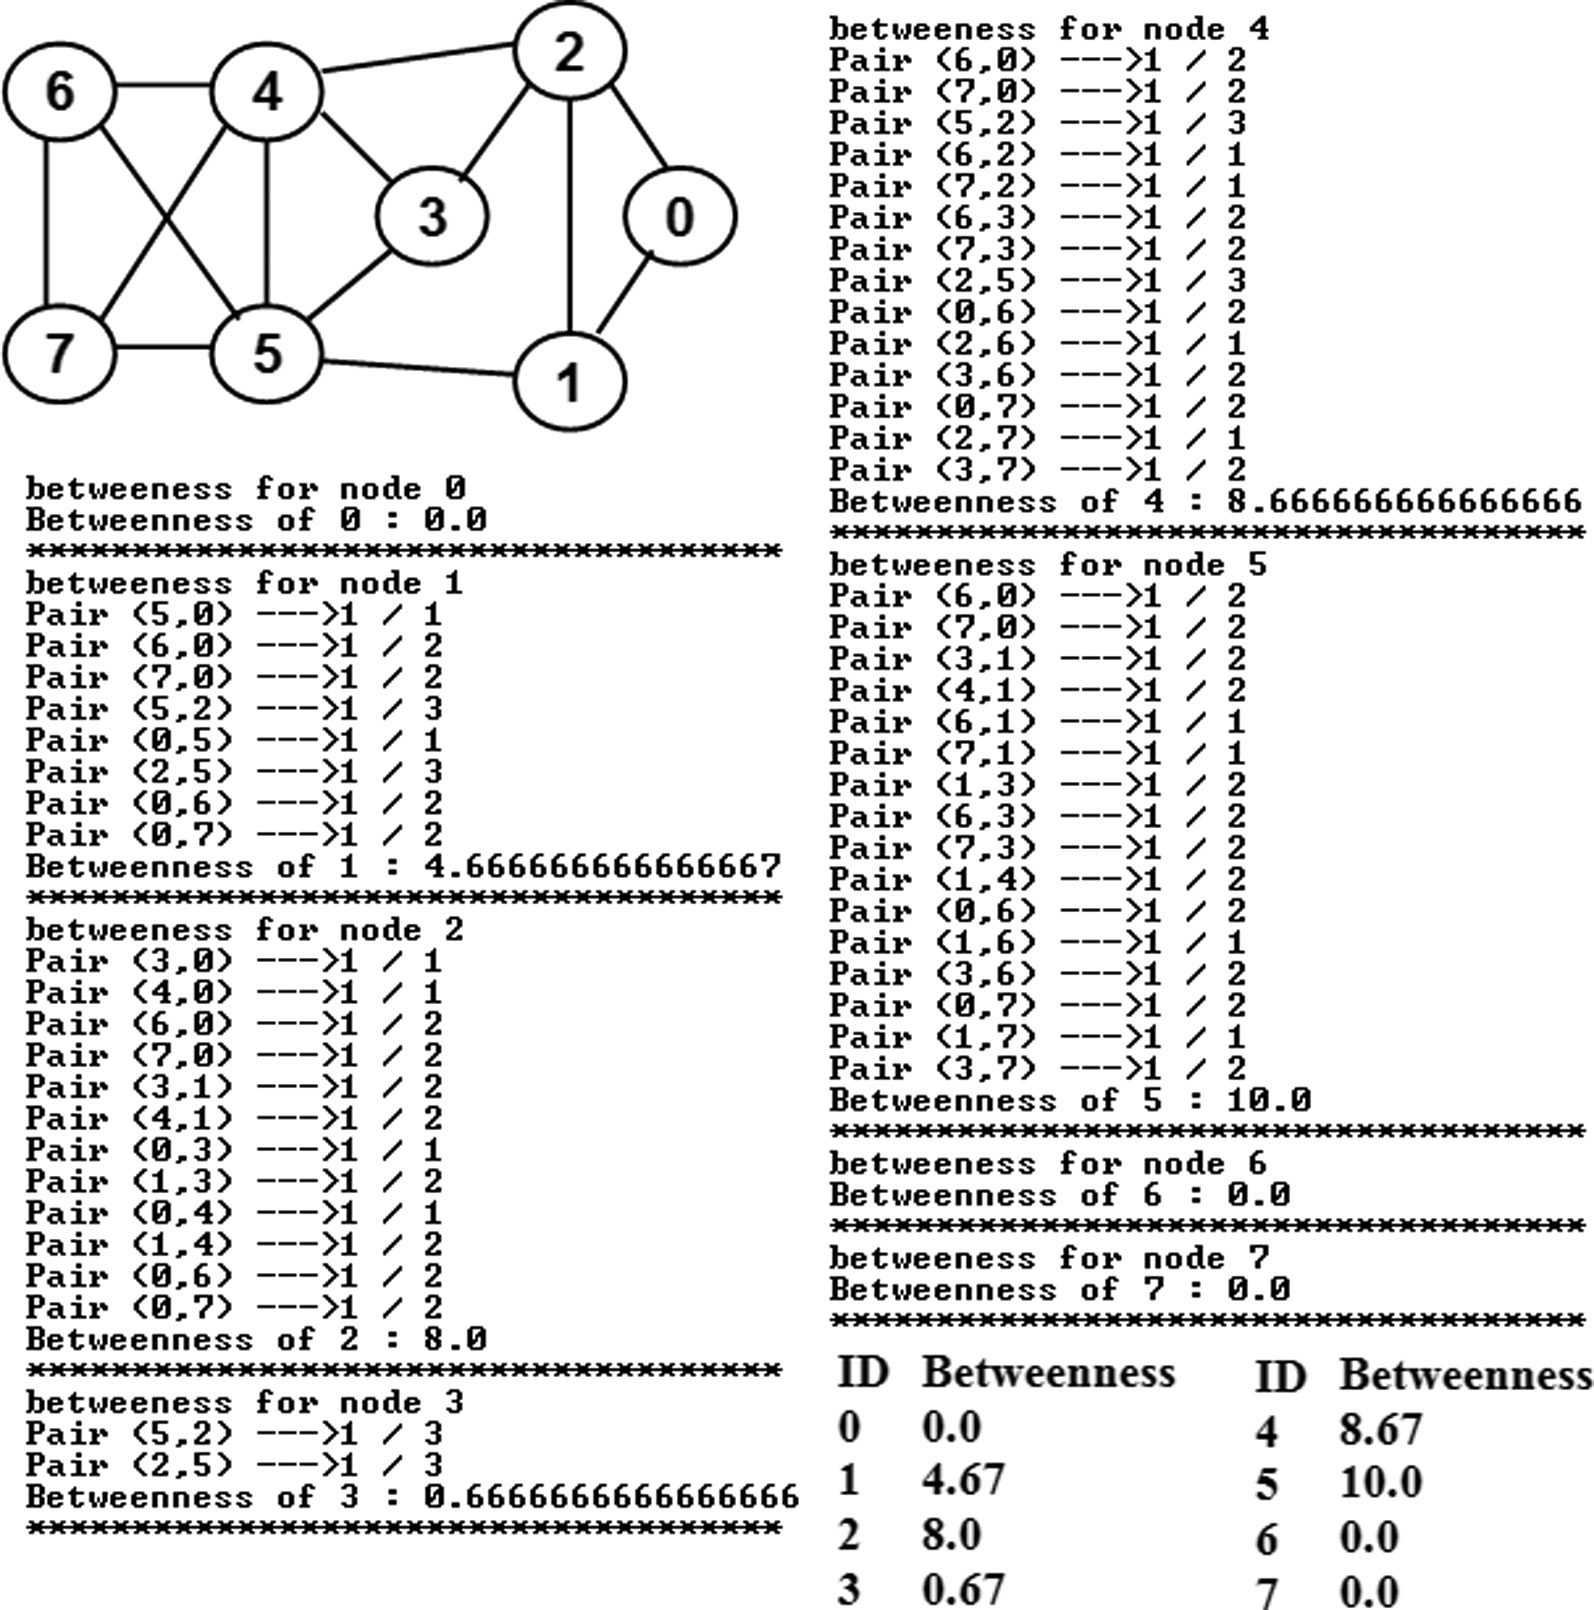 2
6
4
3
0
7
5
1
betweeness for node 0
Betweenness of 0 : 0.0
************************************
betweeness for node 1
Pair (5,0) --->1 / 1
Pair (6,0) --->1 / 2
Pair (7,0) --->1 / 2
Pair (5,2) --->1 / 3
Pair (0,5) --->1 / 1
Pair (2,5) --->1 / 3
Pair (0,6) --->1 / 2
Pair (0,7) --->1 / 2
Betweenness of 1 : 4.666666666666667
************************************
betweeness for node 2
Pair (3,0) --->1 / 1
Pair (4,0) --->1 / 1
Pair (6,0) --->1 / 2
Pair (7,0) --->1 / 2
Pair (3,1) --->1 / 2
Pair (4,1) --->1 / 2
Pair (0,3) --->1 / 1
Pair (1,3) --->1 / 2
Pair (0,4) --->1 / 1
Pair (1,4) --->1 / 2
Pair (0,6) --->1 / 2
Pair (0,7) --->1 / 2
Betweenness of 2 : 8.0
************************************
betweeness for node 3
Pair (5,2) --->1 / 3
Pair (2,5) --->1 / 3
Betweenness of 3 : 0.6666666666666666
************************************
betweeness for node 4
Pair (6,0) --->1 / 2
Pair (7,0) --->1 / 2
Pair (5,2) --->1 / 3
Pair (6,2) --->1 / 1
Pair (7,2) --->1 / 1
Pair (6,3) --->1 / 2
Pair (7,3) --->1 / 2
Pair (2,5) --->1 / 3
Pair (0,6) --->1 / 2
Pair (2,6) --->1 / 1
Pair (3,6) --->1 / 2
Pair (0,7) --->1 / 2
Pair (2,7) --->1 / 1
Pair (3,7) --->1 / 2
Betweenness of 4 : 8.666666666666666
************************************
betweeness for node 5
Pair (6,0) --->1 / 2
Pair (7,0) --->1 / 2
Pair (3,1) --->1 / 2
Pair (4,1) --->1 / 2
Pair (6,1) --->1 / 1
Pair (7,1) --->1 / 1
Pair (1,3) --->1 / 2
Pair (6,3) --->1 / 2
Pair (7,3) --->1 / 2
Pair (1,4) --->1 / 2
Pair (0,6) --->1 / 2
Pair (1,6) --->1 / 1
Pair (3,6) --->1 / 2
Pair (0,7) --->1 / 2
Pair (1,7) --->1 / 1
Pair (3,7) --->1 / 2
Betweenness of 5 : 10.0
************************************
betweeness for node 6
Betweenness of 6 : 0.0
************************************
betweeness for node 7
Betweenness of 7 : 0.0
************************************
ID Betweenness ID Betweenness
0 0.0 4 8.67
1 4.67 5 10.0
2 8.0 6 0.0
3 0.67 7 0.0